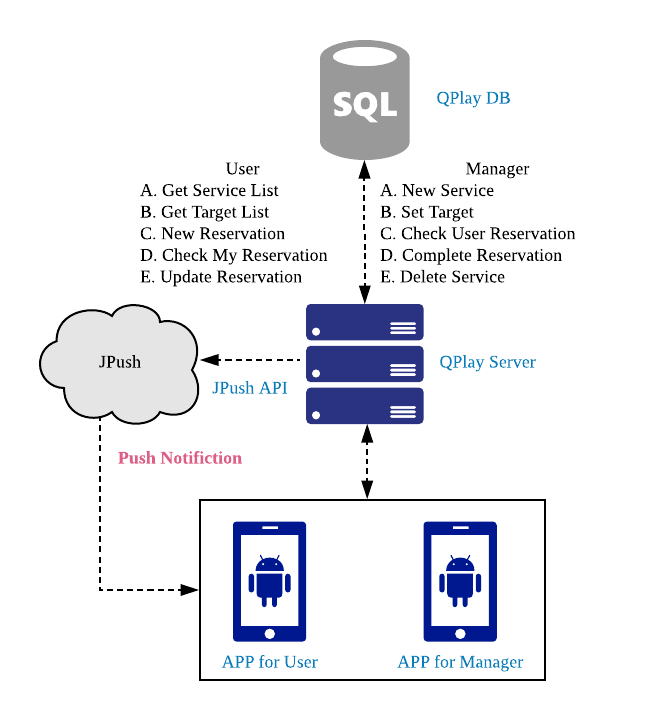 SQL
QPlay DB
User
A. Get Service List
B. Get Target List
C. New Reservation
D. Check My Reservation
E. Update Reservation
Manager
A. New Service
B. Set Target
C. Check User Reservation
D. Complete Reservation
E. Delete Service
JPush
JPush API
QPlay Server
Push Notifiction
APP for User
APP for Manager